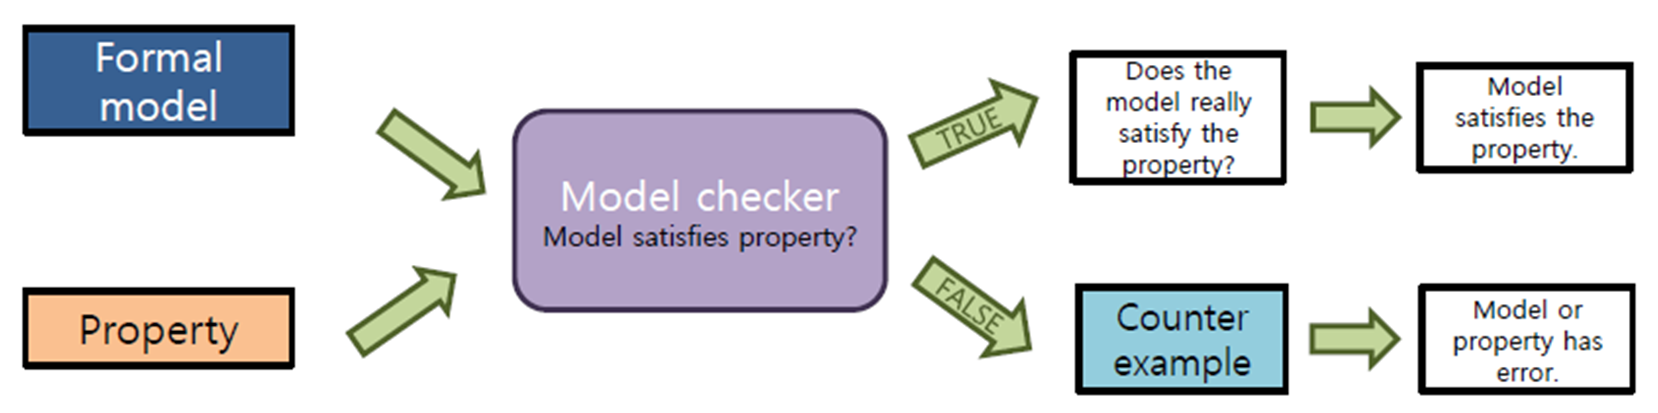 Formal
model
Property
Model checker
Model satisfies property?
TRUE
FALSE
Does the
model really
satisfy the
property?
Model
satisfies the
property.
Counter
example
Model or
property has
error.